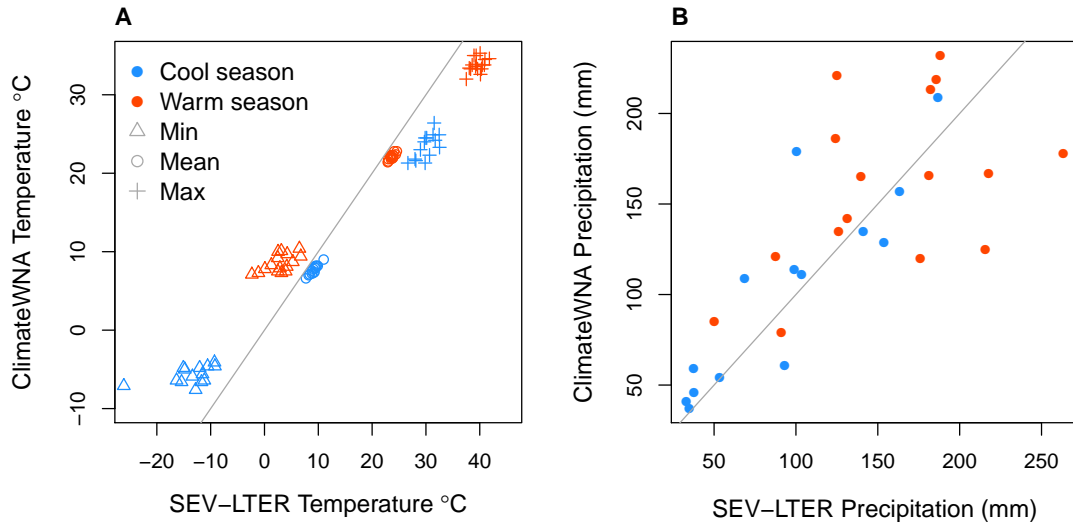 A
ClimateWNA Temperature °C
30
20
10
0
−10
Cool season
Warm season
Min
Mean
Max
−20 −10 0 10 20 30 40
SEV−LTER Temperature °C
B
ClimateWNA Precipitation (mm)
200
150
100
50
50 100 150 200 250
SEV−LTER Precipitation (mm)